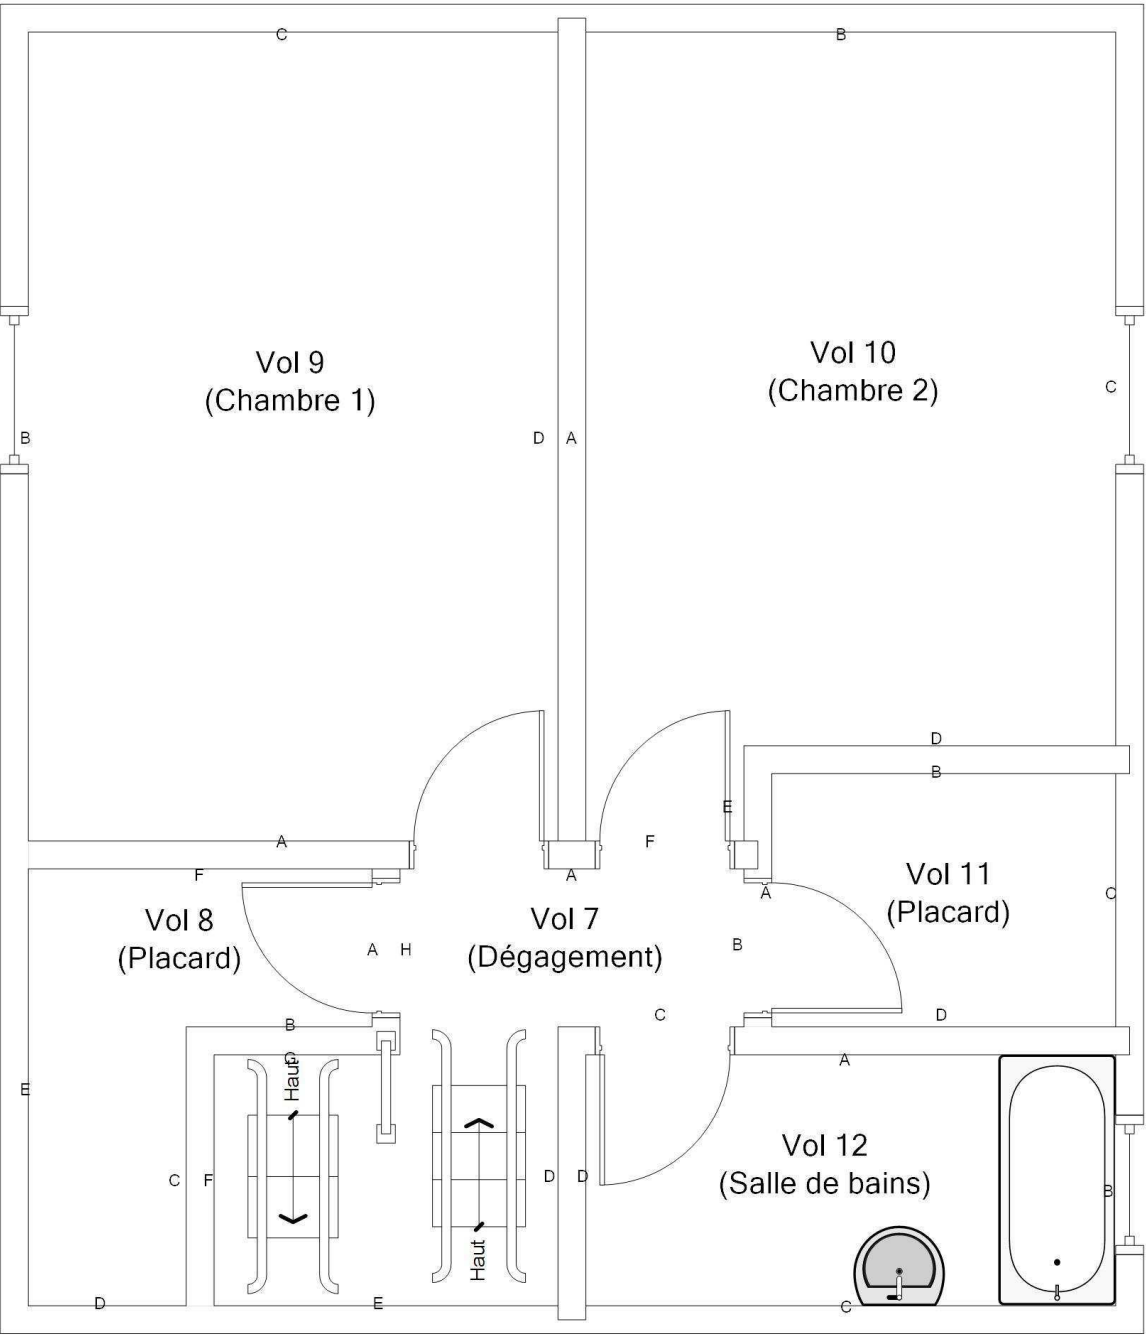 C
B
Vol 9
(Chambre 1)
Vol 10
(Chambre 2)
C
B
D
A
D
B
E
A
F
F
A
Vol 11
(Placard)
A
C
Vol 8
(Placard)
Vol 7
(Dégagement)
A
H
B
C
D
B
G
Haut
A
E
Vol 12
(Salle de bains)
C
F
D
D
B
Haut
D
E
C